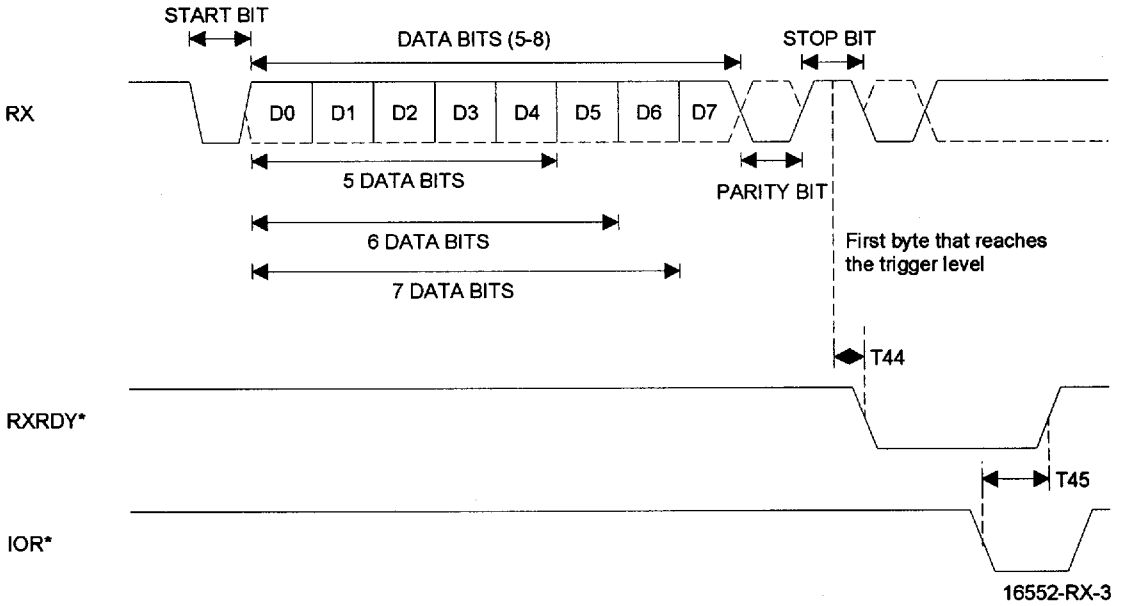 START BIT
DATA BITS (5-8)
STOP BIT
RX
D0 D1 D2 D3 D4 D5 D6 D7
5 DATA BITS
PARITY BIT
6 DATA BITS
7 DATA BITS
First byte that reaches
the trigger level
T44
RXRDY*
T45
IOR*
16552-RX-3